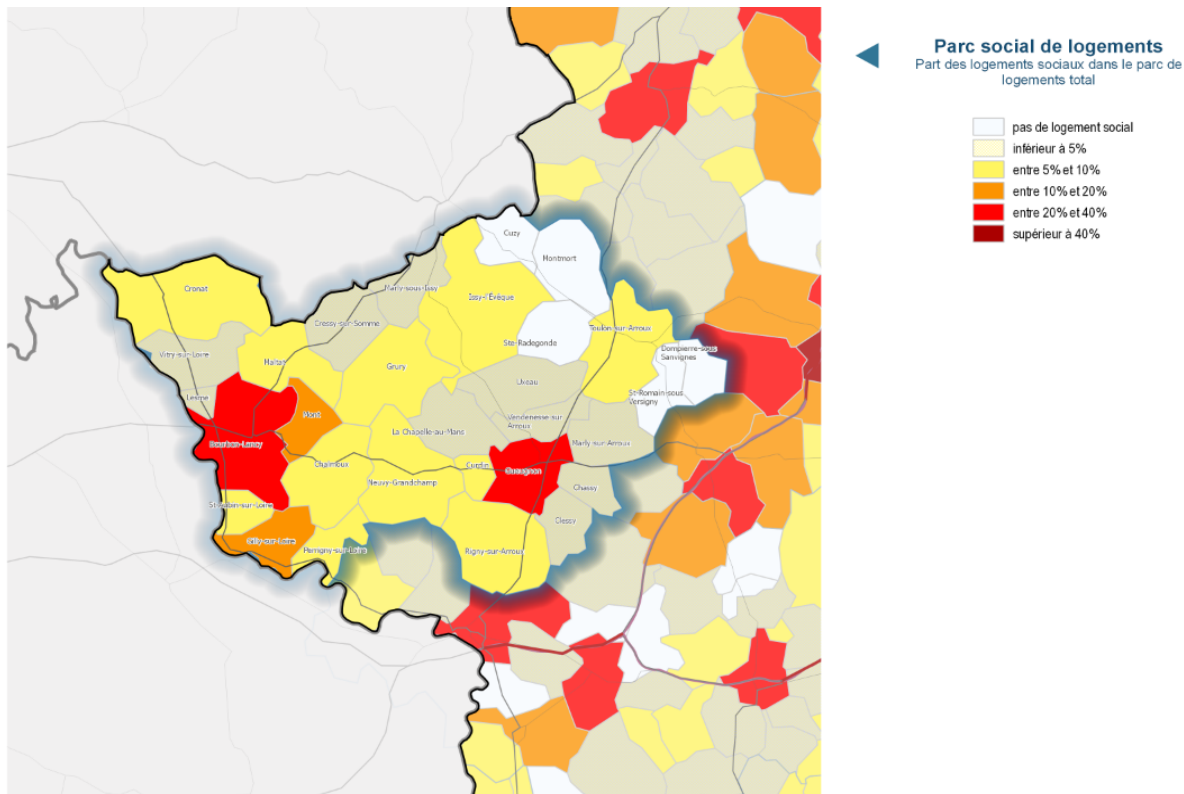 Parc social de logements
Part des logements sociaux dans le parc de
logements total
pas de logement social
inférieur à 5%
entre 5% et 10%
entre 10% et 20%
entre 20% et 40%
supérieur à 40%
Cuzy
Montmort
Cronat
Marly-sous-Issy
Issy-l'Évêque
Cressy-sur-Somme
Toulon-sur-Arroux
Ste-Radegonde
Dompierre-sous
Sanvignes
Vitry-sur-Loire
Maltat
Grury
Uxeau
Lesme
St-Romain-sous
Versigny
Mont
Vendenesse-sur
Arroux
La Chapelle-au-Mans
Bourbon-Lancy
Marly-sur-Arroux
Chalmoux
Curdin
Gueugnon
Neuvy-Grandchamp
Chassy
St-Aubin-sur-Loire
Clessy
Gilly-sur-Loire
Perrigny-sur-Loire
Rigny-sur-Arroux